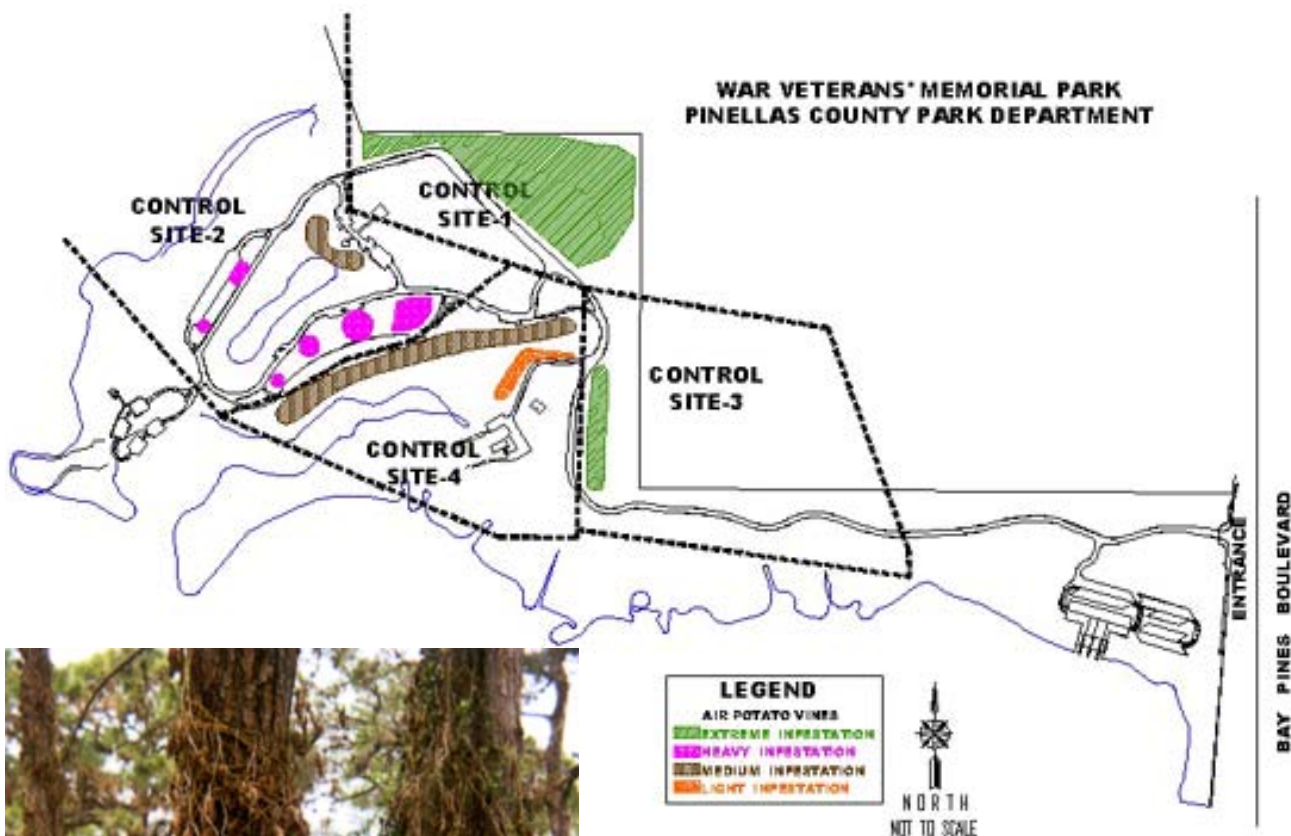 WAR VETERANS' MEMORIAL PARK
PINELLAS COUNTY PARK DEPARTMENT
CONTROL
SITE-1
CONTROL
SITE-2
CONTROL
SITE-3
CONTROL
SITE-4
ENTRANCE
BAY PINES BOULEVARD
LEGEND
AIR POTATO VINES
EXTREME INFESTATION
HEAVY INFESTATION
MEDIUM INFESTATION
LIGHT INFESTATION
NORTH
NOT TO SCALE